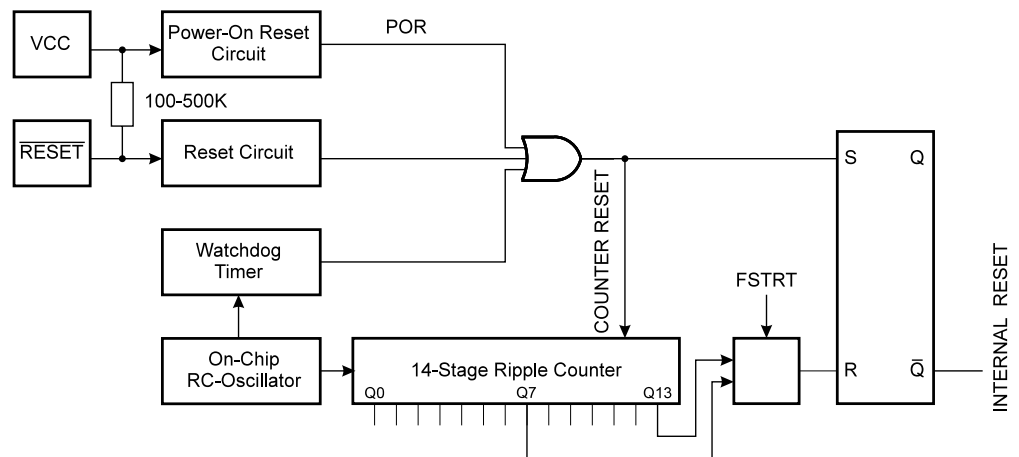 VCC
Power-On Reset
Circuit
POR
100-500K
RESET
Reset Circuit
S
Q
COUNTER RESET
Watchdog
Timer
FSTRT
On-Chip
RC-Oscillator
14-Stage Ripple Counter
Q0
Q7
Q13
R
Q̅
INTERNAL RESET